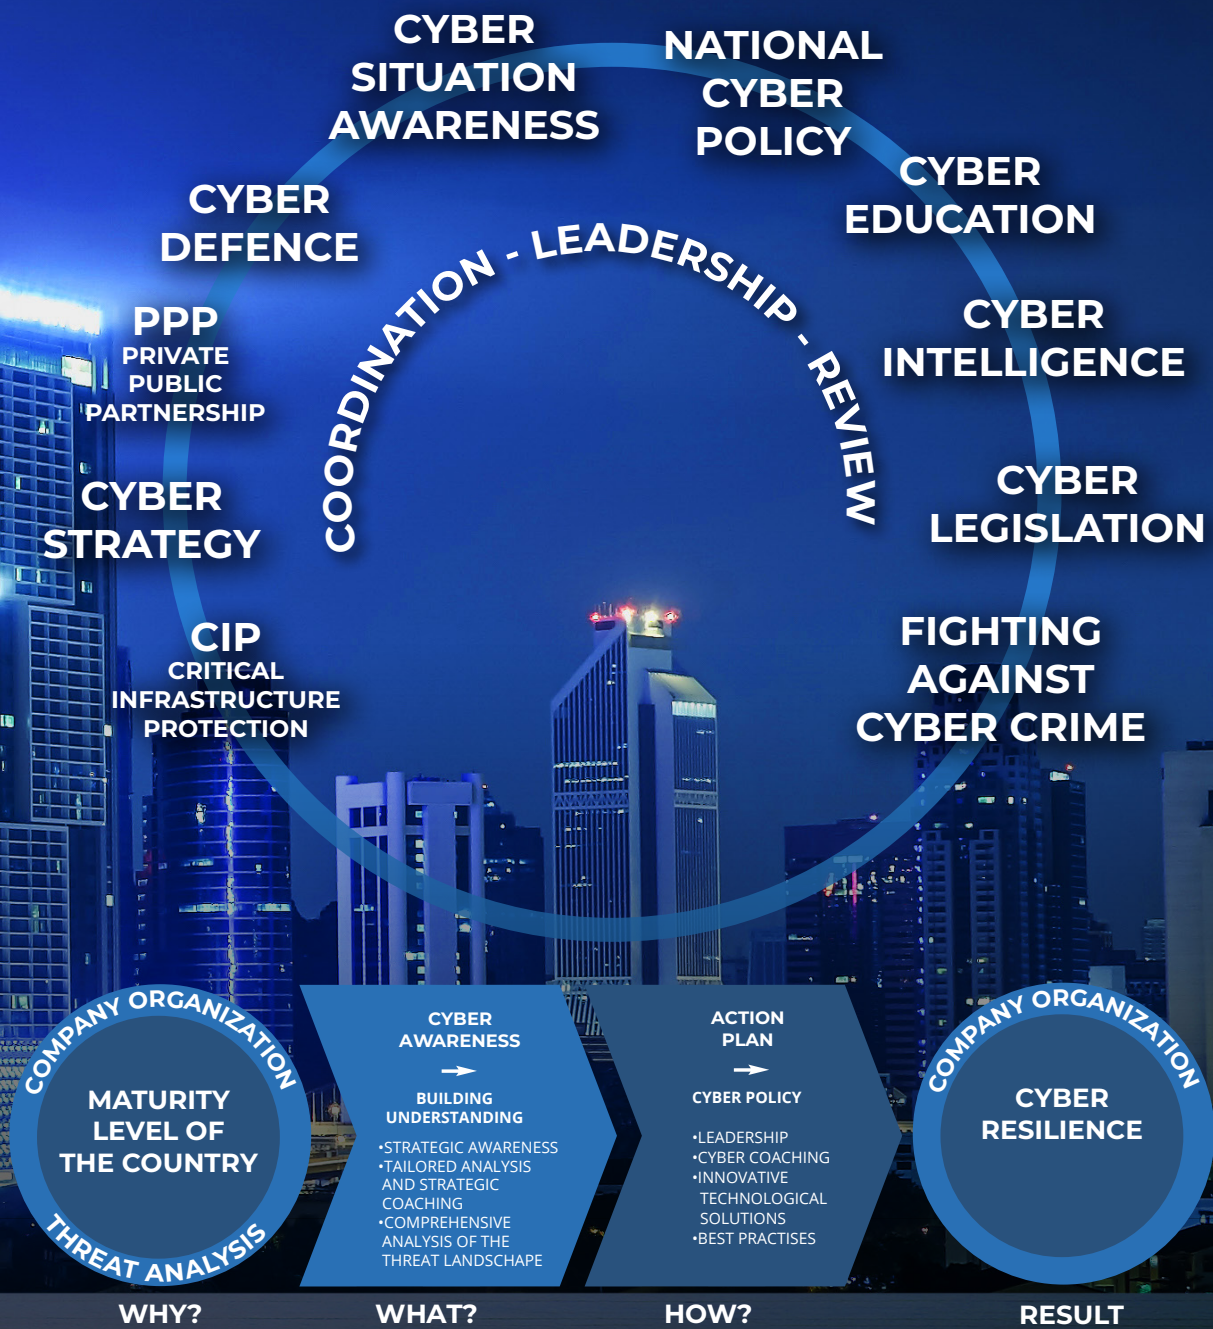 CYBER
SITUATION
AWARENESS
NATIONAL
CYBER
POLICY
CYBER
EDUCATION
CYBER
DEFENCE
COORDINATION - LEADERSHIP - REVIEW
PPP
PRIVATE
PUBLIC
PARTNERSHIP
CYBER
INTELLIGENCE
CYBER
STRATEGY
CYBER
LEGISLATION
CIP
CRITICAL
INFRASTRUCTURE
PROTECTION
FIGHTING
AGAINST
CYBER CRIME
COMPANY ORGANIZATION
MATURITY
LEVEL OF
THE COUNTRY
THREAT ANALYSIS
CYBER
AWARENESS
BUILDING
UNDERSTANDING
•STRATEGIC AWARENESS
•TAILORED ANALYSIS
AND STRATEGIC
COACHING
•COMPREHENSIVE
ANALYSIS OF THE
THREAT LANDSCHAPE
ACTION
PLAN
CYBER POLICY
•LEADERSHIP
•CYBER COACHING
•INNOVATIVE
TECHNOLOGICAL
SOLUTIONS
•BEST PRACTISES
COMPANY ORGANIZATION
CYBER
RESILIENCE
WHY?
WHAT?
HOW?
RESULT